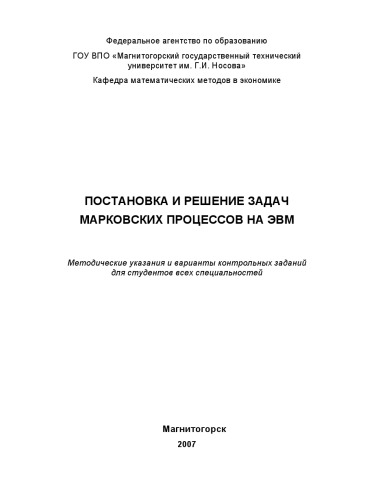 Федеральное агентство по образованию
ГОУ ВПО «Магнитогорский государственный технический
университет им. Г.И. Носова»
Кафедра математических методов в экономике
ПОСТАНОВКА И РЕШЕНИЕ ЗАДАЧ
МАРКОВСКИХ ПРОЦЕССОВ НА ЭВМ
Методические указания и варианты контрольных заданий
для студентов всех специальностей
Магнитогорск
2007